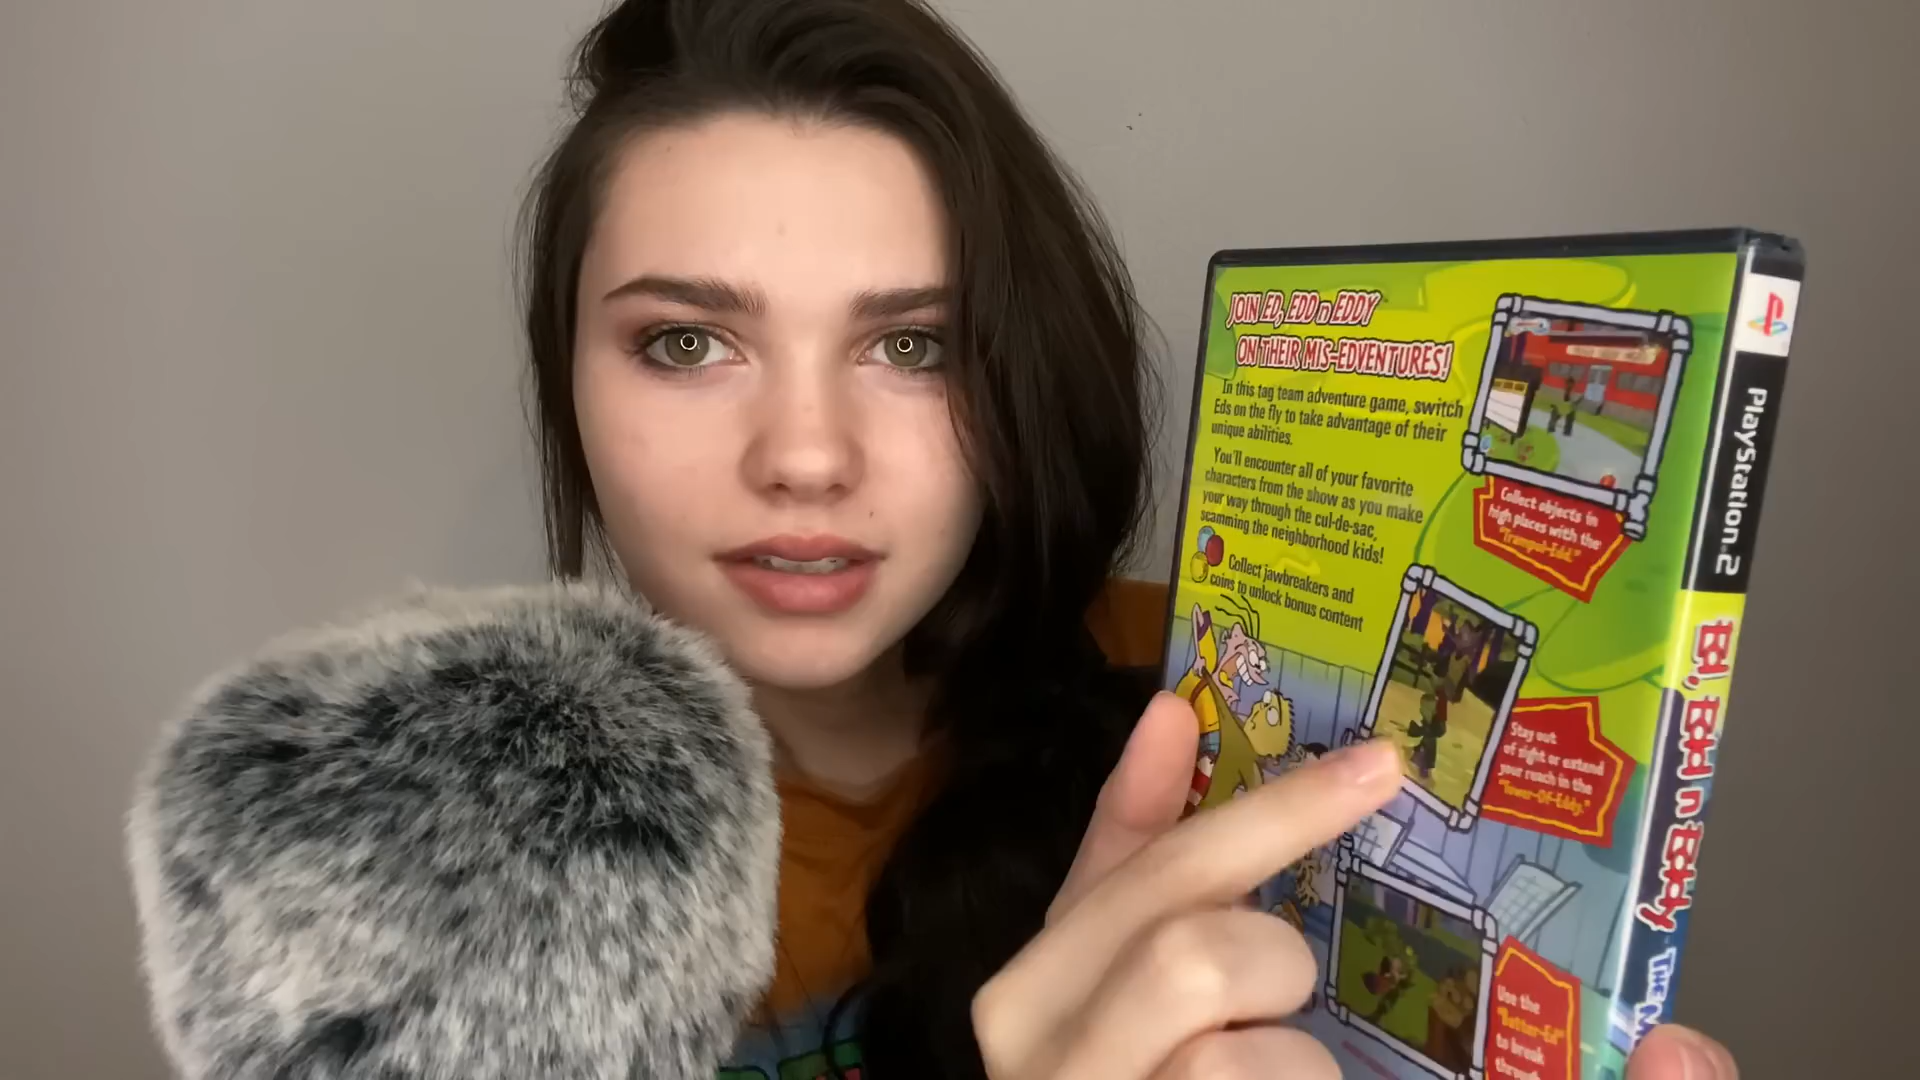 JOIN ED, EDD n EDDY
ON THEIR MIS-EDVENTURES!
In this tag team adventure game, switch
Eds on the fly to take advantage of their
unique abilities.
You'll encounter all of your favorite
characters from the show as you make
your way through the cul-de-sac,
scamming the neighborhood kids!
Collect jawbreakers and
coins to unlock bonus content
Collect objects in
high places with the
"Trampol-Edd."
Stay out
of sight or extend
your reach in the
"Tower-Of-Eddy."
Use the
"Batter-Ed"
to break
through
PlayStation 2
Ed, Edd n Eddy
THE M